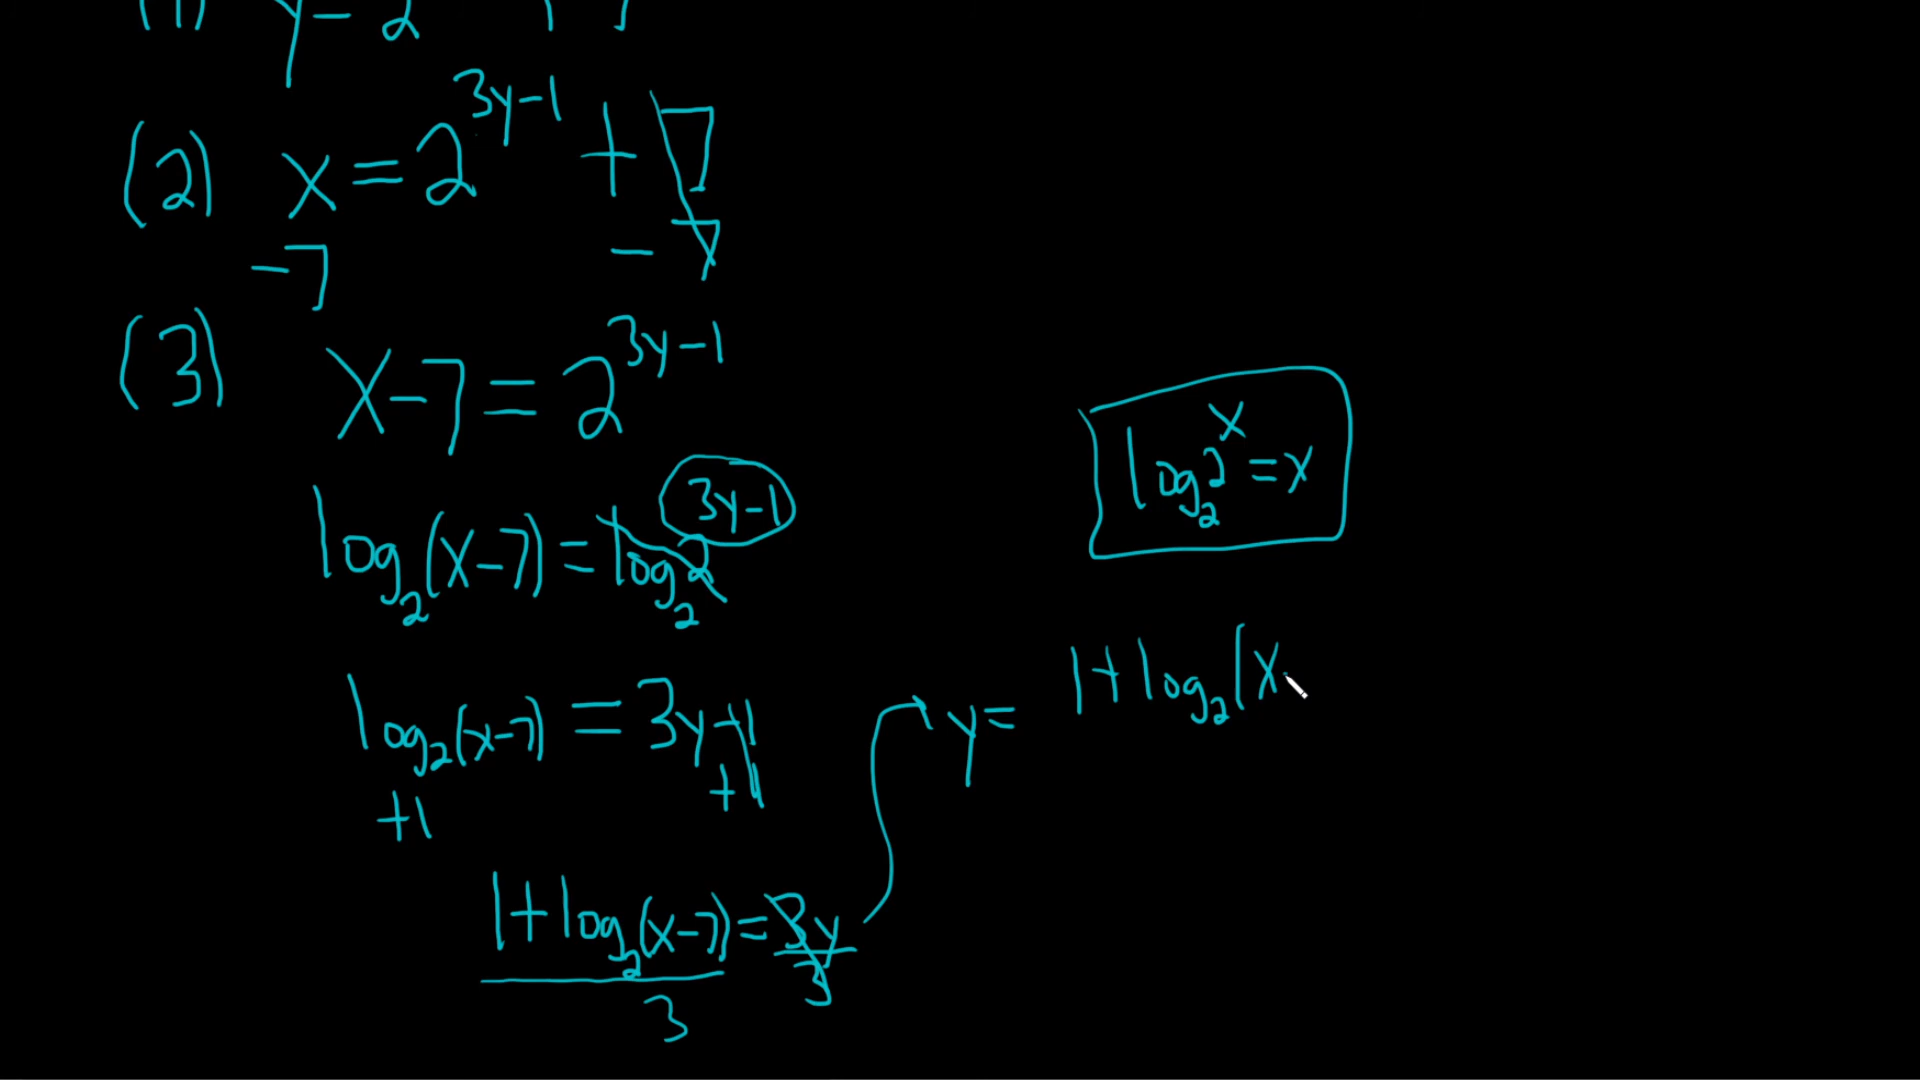 (2) x = 2^{3y-1} + 7
-7 - 7
(3) x - 7 = 2^{3y-1}
log_2 2^x = x
log_2(x-7) = log_2 2^{3y-1}
log_2(x-7) = 3y - 1
+1 +1
y = 1 + log_2(x
1 + log_2(x-7) = 3y
3 3